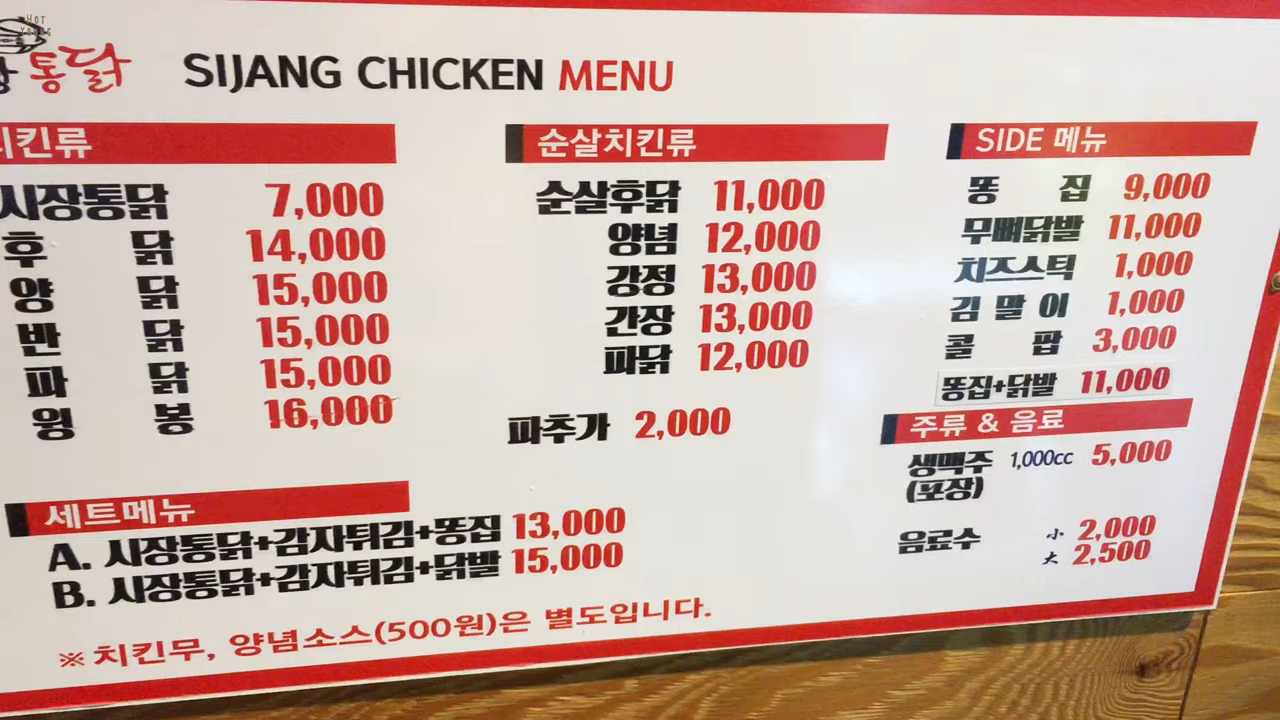 HOT
통닭 SIJANG CHICKEN MENU
치킨류
시장통닭 7,000
후 닭 14,000
양 닭 15,000
반 닭 15,000
파 닭 15,000
윙 봉 16,000
순살치킨류
순살후닭 11,000
양념 12,000
강정 13,000
간장 13,000
파닭 12,000
파추가 2,000
SIDE 메뉴
똥 집 9,000
무뼈닭발 11,000
치즈스틱 1,000
김 말 이 1,000
콜 팝 3,000
똥집+닭발 11,000
주류 & 음료
생맥주 1,000cc 5,000
(포장)
음료수 小 2,000
大 2,500
세트메뉴
A. 시장통닭+감자튀김+똥집 13,000
B. 시장통닭+감자튀김+닭발 15,000
※ 치킨무, 양념소스(500원)은 별도입니다.